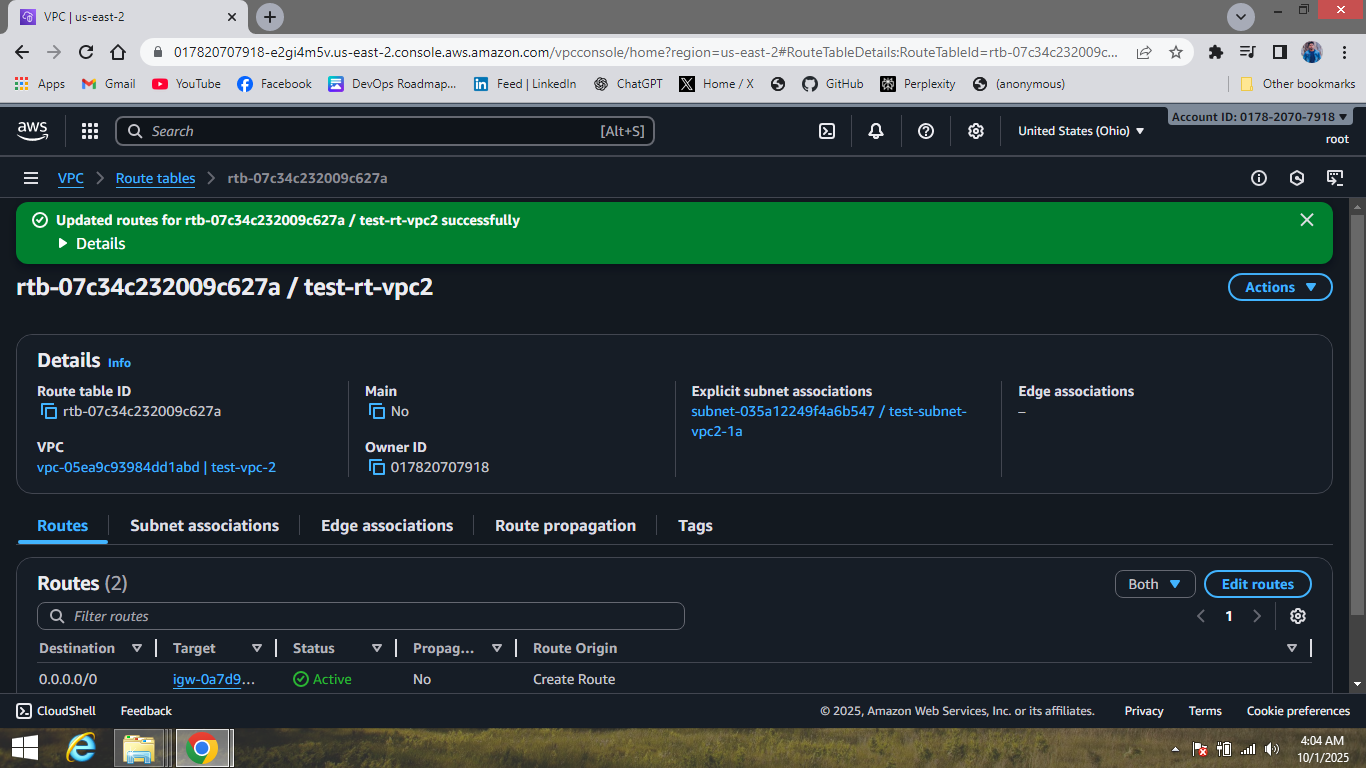 VPC | us-east-2
017820707918-e2gi4m5v.us-east-2.console.aws.amazon.com/vpcconsole/home?region=us-east-2#RouteTableDetails:RouteTableId=rtb-07c34c232009c...
Apps Gmail YouTube Facebook DevOps Roadmap... Feed | LinkedIn ChatGPT Home / X GitHub Perplexity (anonymous) Other bookmarks
aws Search [Alt+S] United States (Ohio) Account ID: 0178-2070-7918
root
VPC Route tables rtb-07c34c232009c627a
Updated routes for rtb-07c34c232009c627a / test-rt-vpc2 successfully
Details
rtb-07c34c232009c627a / test-rt-vpc2 Actions
Details Info
Route table ID Main Explicit subnet associations Edge associations
rtb-07c34c232009c627a No subnet-035a12249f4a6b547 / test-subnet- –
vpc2-1a
VPC Owner ID
vpc-05ea9c93984dd1abd | test-vpc-2 017820707918
Routes Subnet associations Edge associations Route propagation Tags
Routes (2) Both Edit routes
Filter routes 1
Destination Target Status Propag... Route Origin
0.0.0.0/0 igw-0a7d9... Active No Create Route
CloudShell Feedback © 2025, Amazon Web Services, Inc. or its affiliates. Privacy Terms Cookie preferences
4:04 AM
10/1/2025